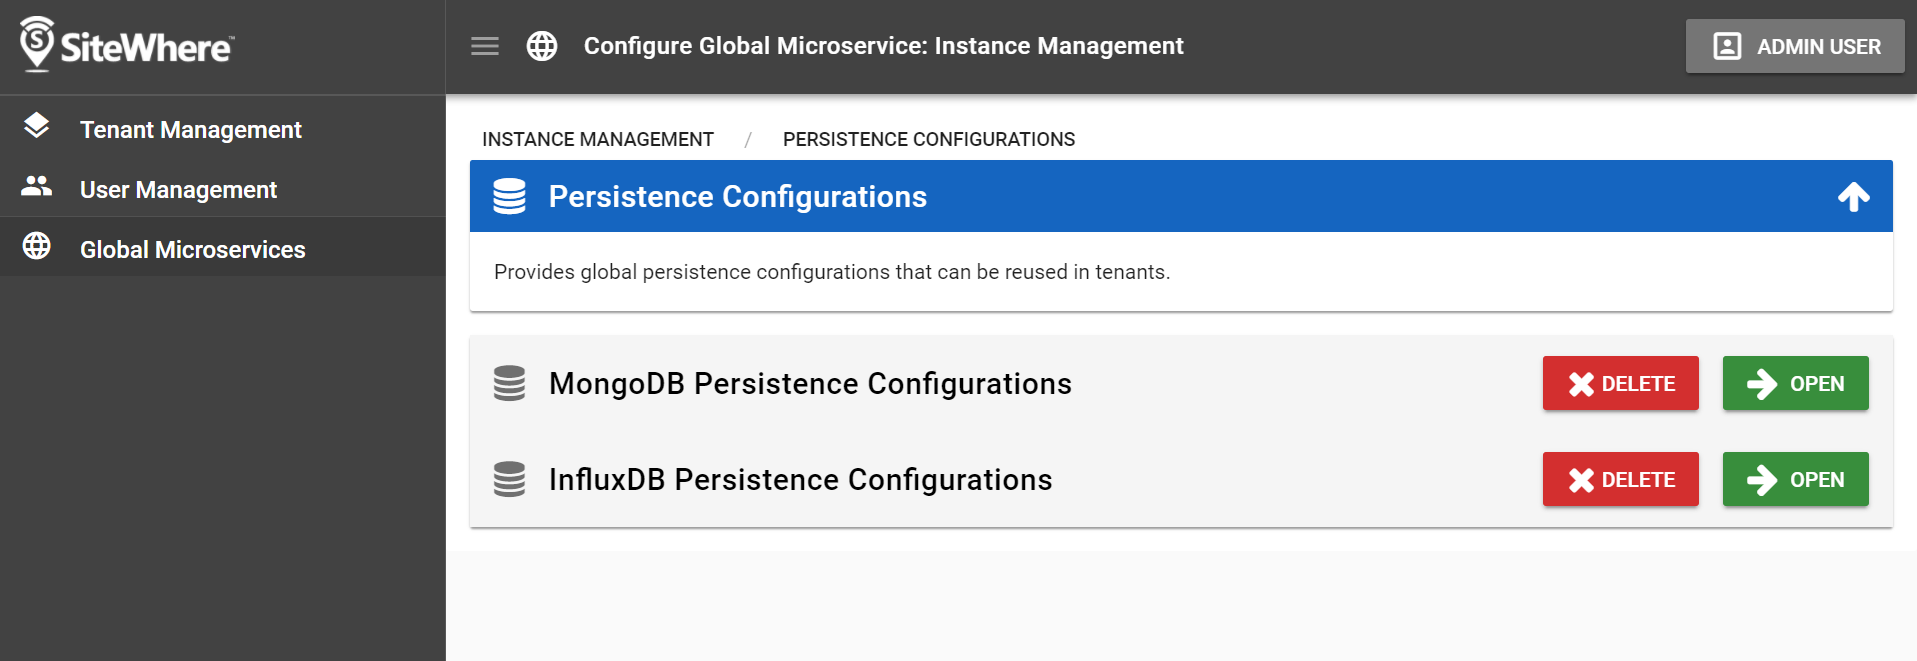 SiteWhere™
Configure Global Microservice: Instance Management
ADMIN USER
Tenant Management
User Management
Global Microservices
INSTANCE MANAGEMENT / PERSISTENCE CONFIGURATIONS
Persistence Configurations
Provides global persistence configurations that can be reused in tenants.
MongoDB Persistence Configurations DELETE OPEN
InfluxDB Persistence Configurations DELETE OPEN